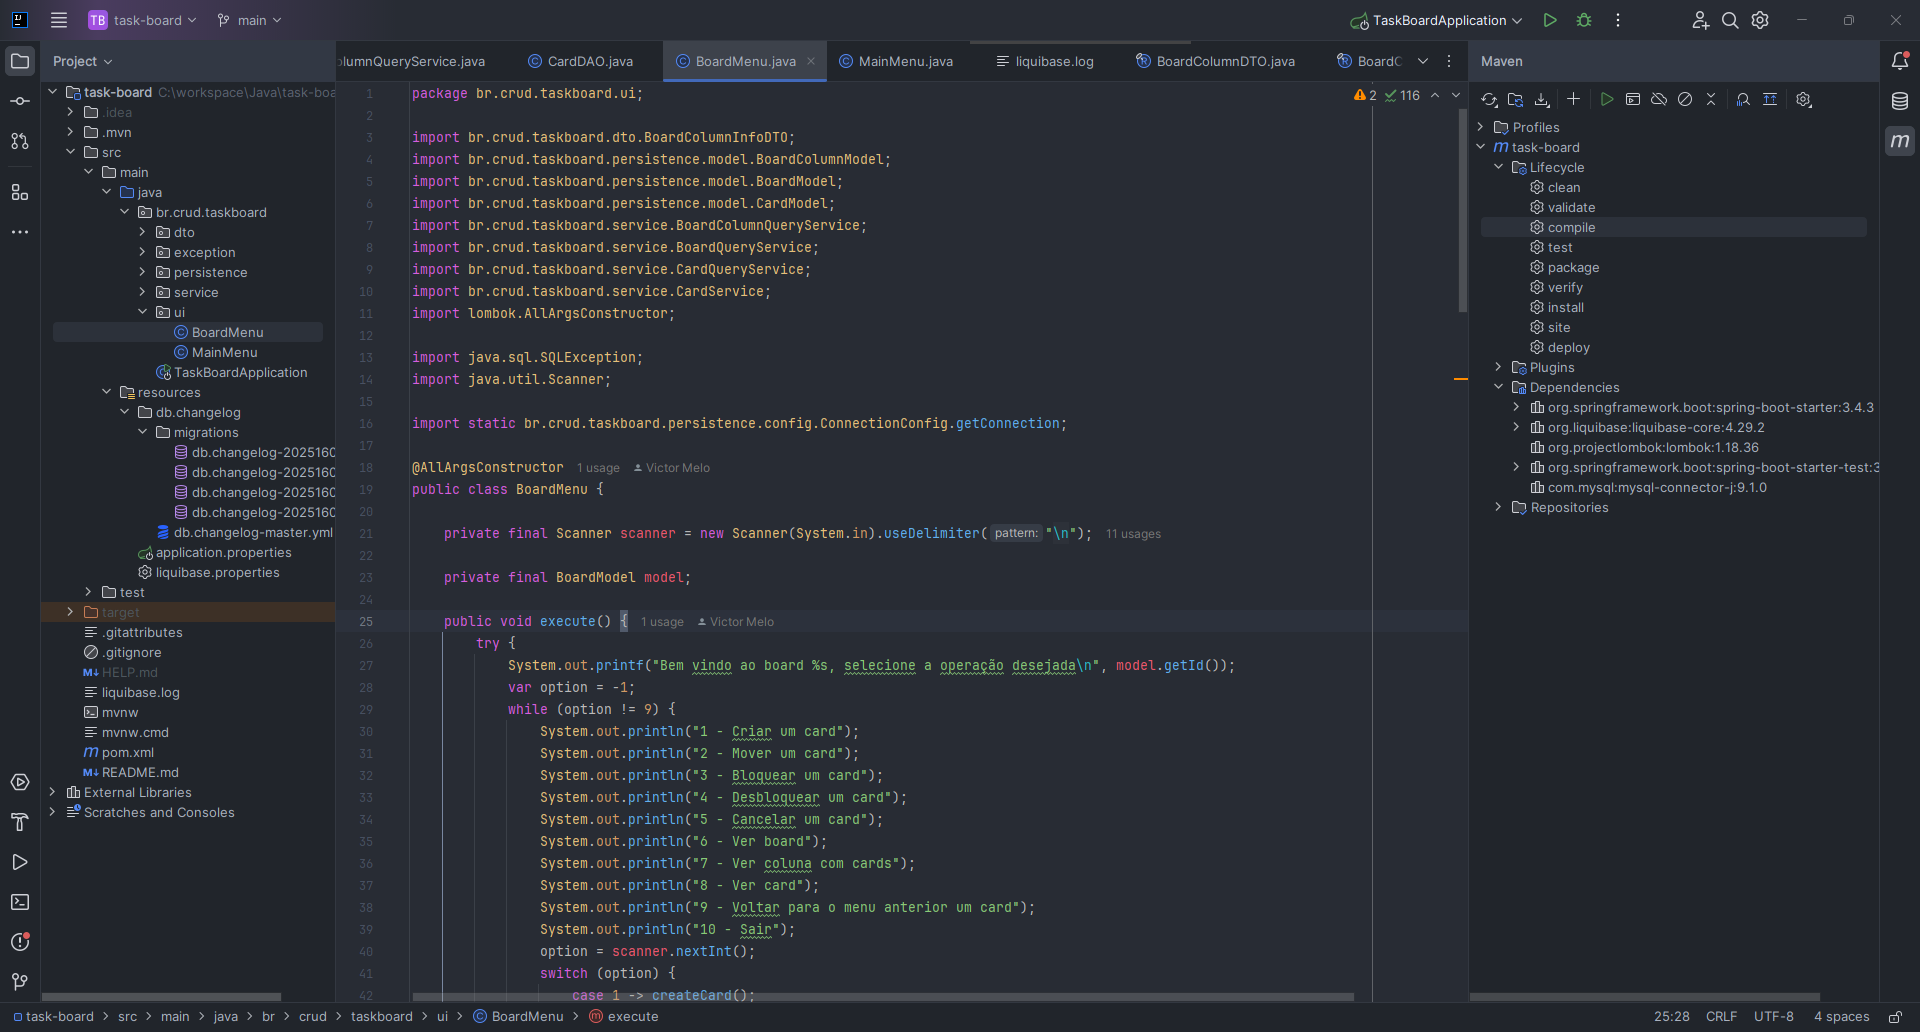 TB task-board main TaskBoardApplication
Project
lumnQueryService.java CardDAO.java BoardMenu.java MainMenu.java liquibase.log BoardColumnDTO.java BoardC
Maven
task-board C:\workspace\Java\task-boa
.idea
.mvn
src
main
java
br.crud.taskboard
dto
exception
persistence
service
ui
BoardMenu
MainMenu
TaskBoardApplication
resources
db.changelog
migrations
db.changelog-2025160
db.changelog-2025160
db.changelog-2025160
db.changelog-2025160
db.changelog-master.yml
application.properties
liquibase.properties
test
target
.gitattributes
.gitignore
HELP.md
liquibase.log
mvnw
mvnw.cmd
pom.xml
README.md
External Libraries
Scratches and Consoles
2 116
1 package br.crud.taskboard.ui;
2
3 import br.crud.taskboard.dto.BoardColumnInfoDTO;
4 import br.crud.taskboard.persistence.model.BoardColumnModel;
5 import br.crud.taskboard.persistence.model.BoardModel;
6 import br.crud.taskboard.persistence.model.CardModel;
7 import br.crud.taskboard.service.BoardColumnQueryService;
8 import br.crud.taskboard.service.BoardQueryService;
9 import br.crud.taskboard.service.CardQueryService;
10 import br.crud.taskboard.service.CardService;
11 import lombok.AllArgsConstructor;
12
13 import java.sql.SQLException;
14 import java.util.Scanner;
15
16 import static br.crud.taskboard.persistence.config.ConnectionConfig.getConnection;
17
18 @AllArgsConstructor 1 usage Victor Melo
19 public class BoardMenu {
20
21 private final Scanner scanner = new Scanner(System.in).useDelimiter( pattern: "\n"); 11 usages
22
23 private final BoardModel model;
24
25 public void execute() { 1 usage Victor Melo
26 try {
27 System.out.printf("Bem vindo ao board %s, selecione a operação desejada\n", model.getId());
28 var option = -1;
29 while (option != 9) {
30 System.out.println("1 - Criar um card");
31 System.out.println("2 - Mover um card");
32 System.out.println("3 - Bloquear um card");
33 System.out.println("4 - Desbloquear um card");
34 System.out.println("5 - Cancelar um card");
35 System.out.println("6 - Ver board");
36 System.out.println("7 - Ver coluna com cards");
37 System.out.println("8 - Ver card");
38 System.out.println("9 - Voltar para o menu anterior um card");
39 System.out.println("10 - Sair");
40 option = scanner.nextInt();
41 switch (option) {
42 case 1 -> createCard();
Profiles
task-board
Lifecycle
clean
validate
compile
test
package
verify
install
site
deploy
Plugins
Dependencies
org.springframework.boot:spring-boot-starter:3.4.3
org.liquibase:liquibase-core:4.29.2
org.projectlombok:lombok:1.18.36
org.springframework.boot:spring-boot-starter-test:3
com.mysql:mysql-connector-j:9.1.0
Repositories
task-board src main java br crud taskboard ui BoardMenu execute
25:28 CRLF UTF-8 4 spaces